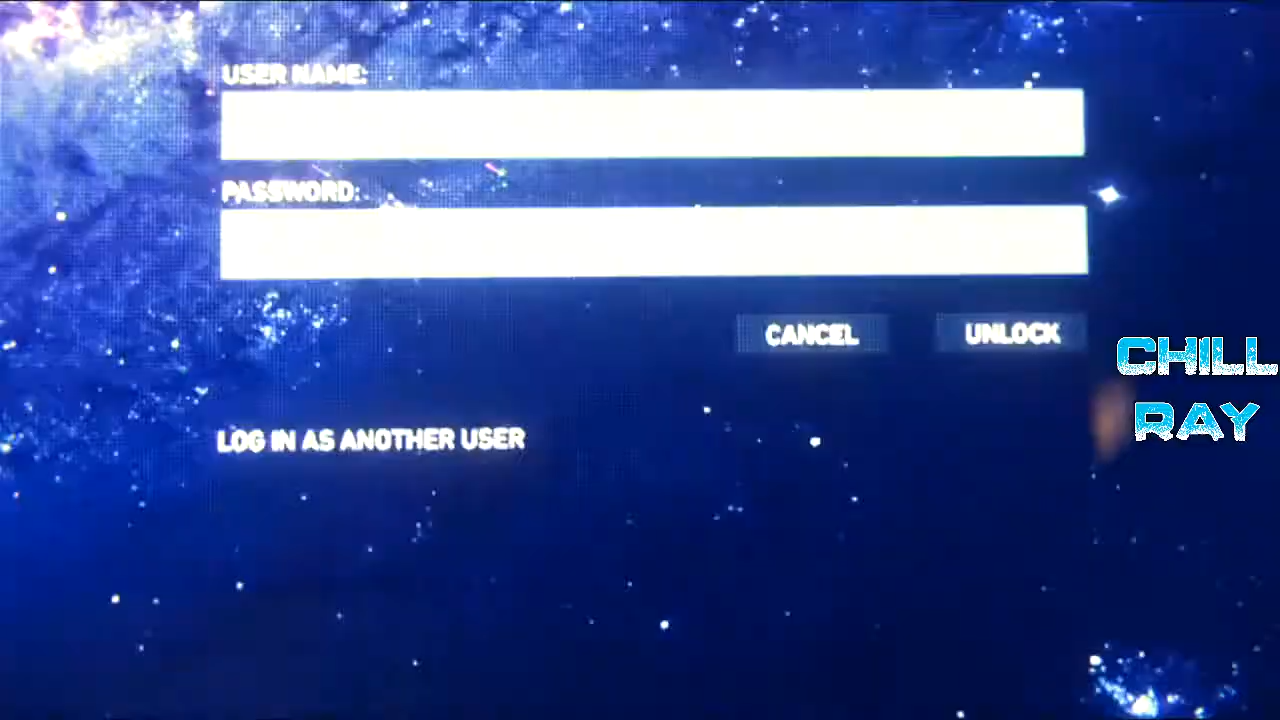 USER NAME:
PASSWORD:
CANCEL UNLOCK
LOG IN AS ANOTHER USER
CHILL
RAY